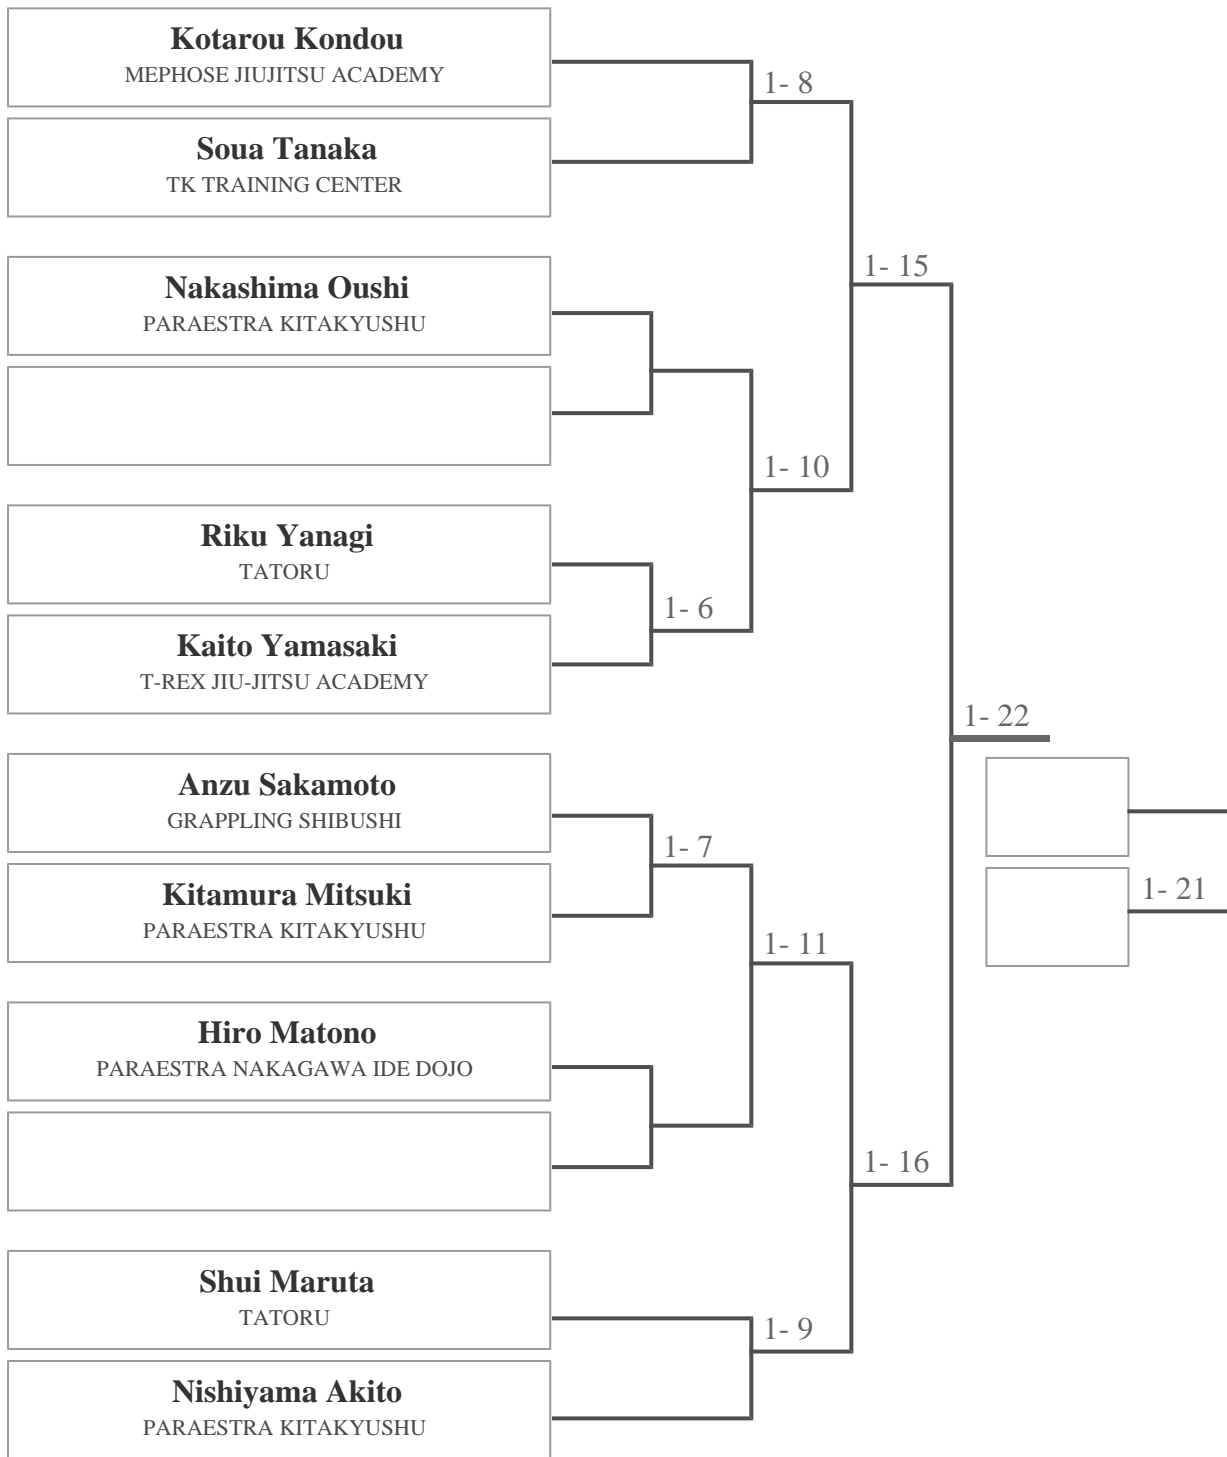 Kotarou Kondou
MEPHOSE JIUJITSU ACADEMY
1- 8
Soua Tanaka
TK TRAINING CENTER
1- 15
Nakashima Oushi
PARAESTRA KITAKYUSHU
1- 10
Riku Yanagi
TATORU
1- 6
Kaito Yamasaki
T-REX JIU-JITSU ACADEMY
1- 22
Anzu Sakamoto
GRAPPLING SHIBUSHI
1- 7
Kitamura Mitsuki
PARAESTRA KITAKYUSHU
1- 21
1- 11
Hiro Matono
PARAESTRA NAKAGAWA IDE DOJO
1- 16
Shui Maruta
TATORU
1- 9
Nishiyama Akito
PARAESTRA KITAKYUSHU